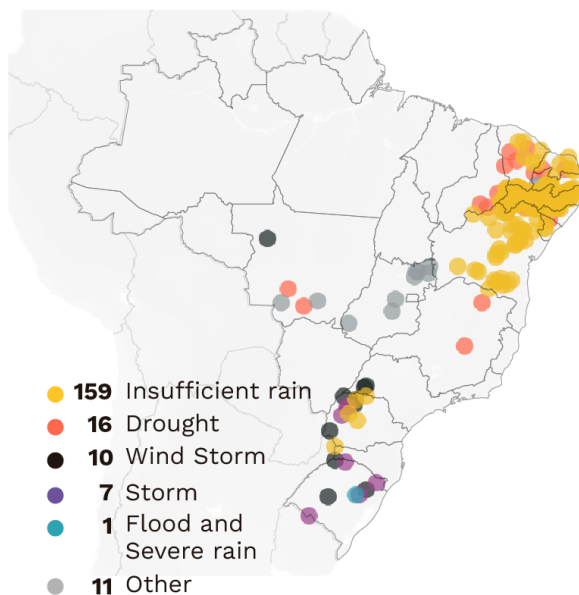 159 Insufficient rain
16 Drought
10 Wind Storm
7 Storm
1 Flood and
Severe rain
11 Other